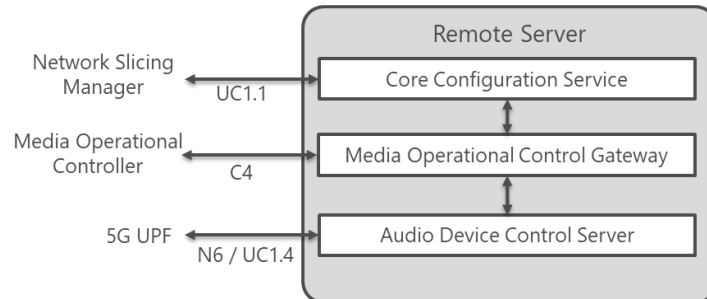 Remote Server
Network Slicing
Manager
UC1.1
Core Configuration Service
Media Operational
Controller
C4
Media Operational Control Gateway
5G UPF
N6 / UC1.4
Audio Device Control Server